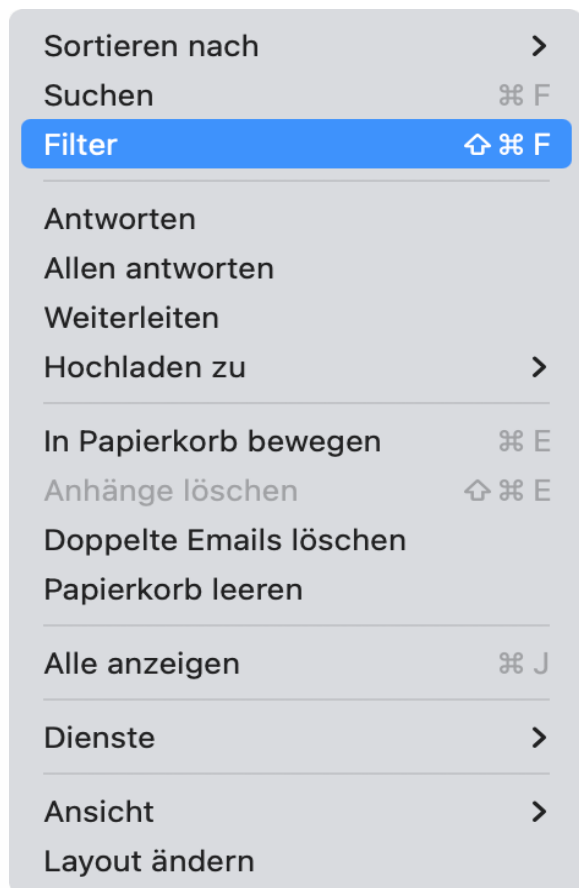 Sortieren nach
Suchen ⌘ F
Filter ⇧ ⌘ F
Antworten
Allen antworten
Weiterleiten
Hochladen zu
In Papierkorb bewegen ⌘ E
Anhänge löschen ⇧ ⌘ E
Doppelte Emails löschen
Papierkorb leeren
Alle anzeigen ⌘ J
Dienste
Ansicht
Layout ändern